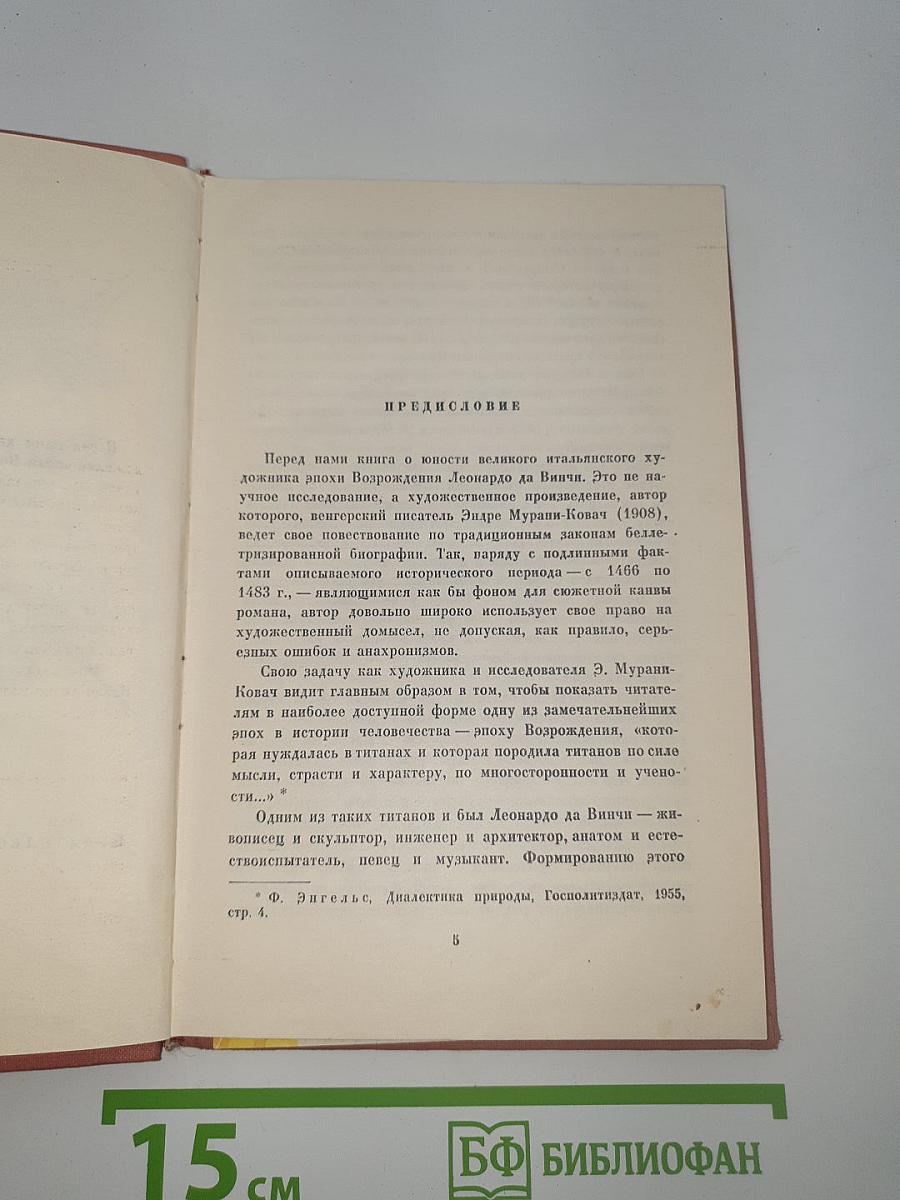 ПРЕДИСЛОВИЕ
Перед нами книга о юности великого итальянского ху-
дожника эпохи Возрождения Леонардо да Винчи. Это не на-
учное исследование, а художественное произведение, автор
которого, венгерский писатель Эндре Мурани-Ковач (1908),
ведет свое повествование по традиционным законам белле-
тризированной биографии. Так, наряду с подлинными фак-
тами описываемого исторического периода — с 1466 по
1483 г., — являющимися как бы фоном для сюжетной канвы
романа, автор довольно широко использует свое право на
художественный домысел, не допуская, как правило, серь-
езных ошибок и анахронизмов.
Свою задачу как художника и исследователя Э. Мурани-
Ковач видит главным образом в том, чтобы показать читате-
лям в наиболее доступной форме одну из замечательнейших
эпох в истории человечества — эпоху Возрождения, «кото-
рая нуждалась в титанах и которая породила титанов по силе
мысли, страсти и характеру, по многосторонности и учено-
сти...» *
Одним из таких титанов и был Леонардо да Винчи — жи-
вописец и скульптор, инженер и архитектор, анатом и есте-
ствоиспытатель, певец и музыкант. Формированию этого
* Ф. Энгельс, Диалектика природы, Госполитиздат, 1955,
стр. 4.
5
15 см
БФ БИБЛИОФАН